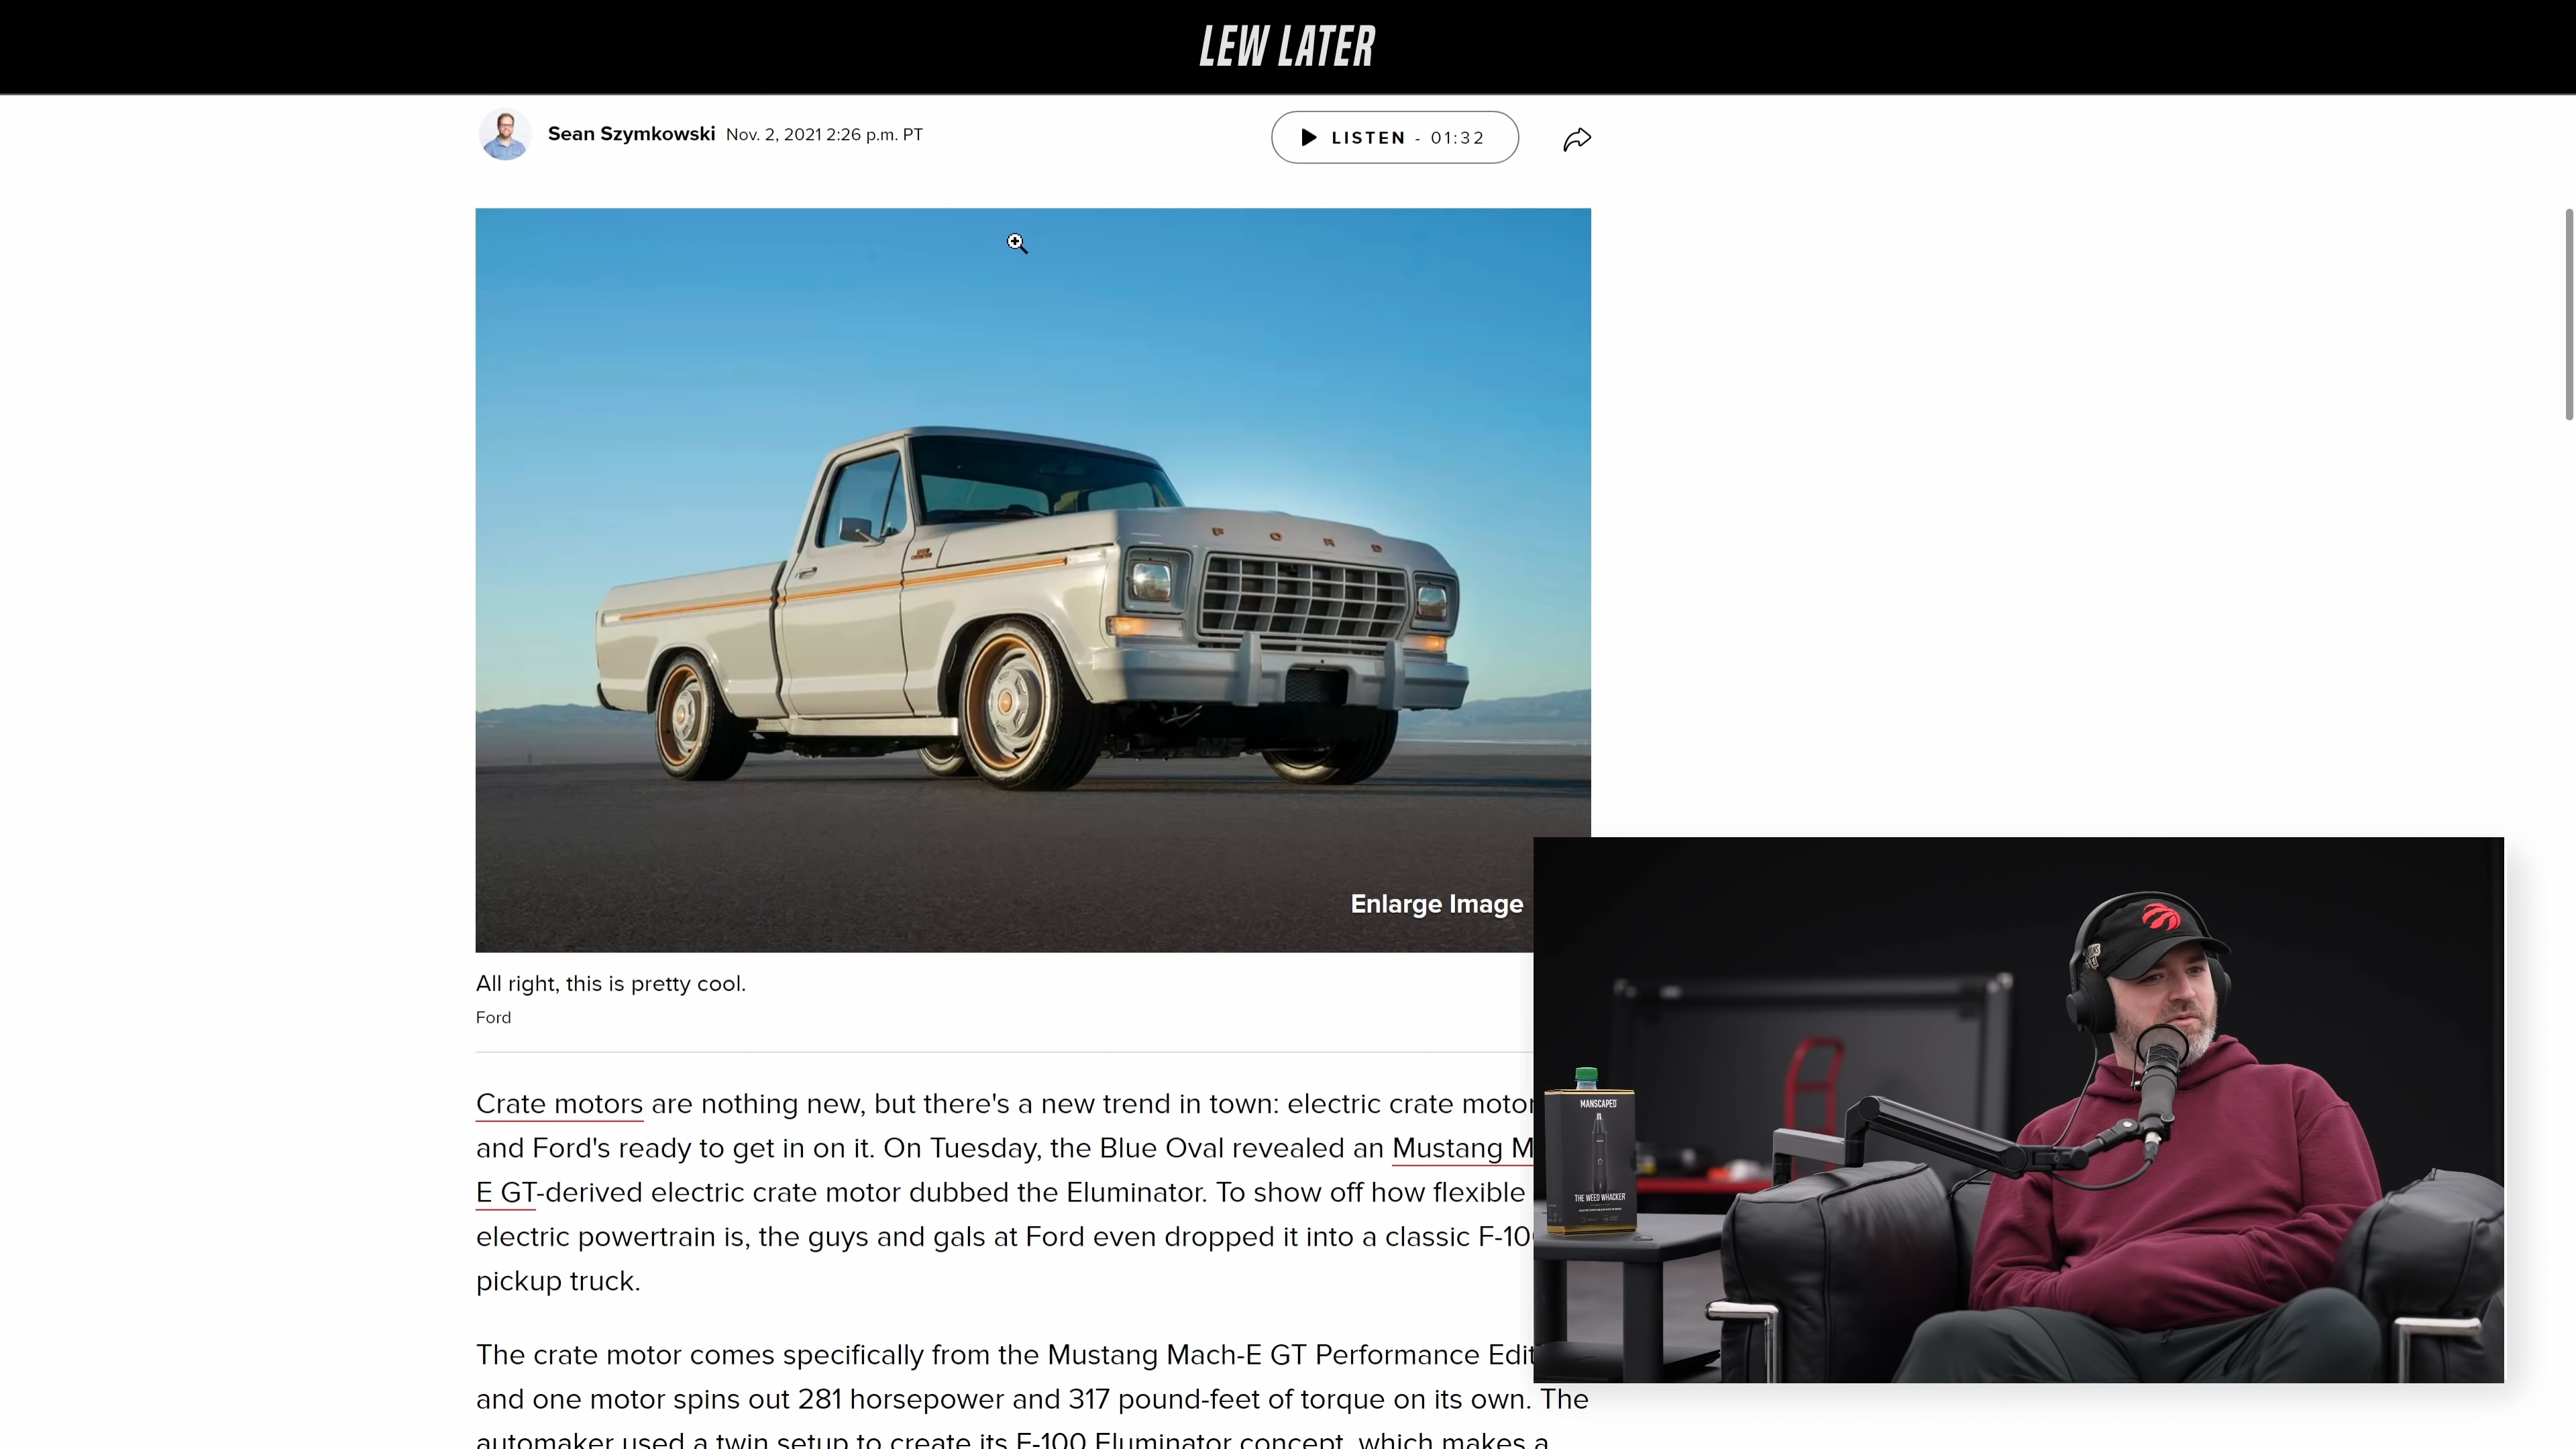 LEW LATER
Sean Szymkowski Nov. 2, 2021 2:26 p.m. PT
LISTEN - 01:32
F O R D
Enlarge Image
All right, this is pretty cool.
Ford
Crate motors are nothing new, but there's a new trend in town: electric crate motor
and Ford's ready to get in on it. On Tuesday, the Blue Oval revealed an Mustang M
E GT-derived electric crate motor dubbed the Eluminator. To show off how flexible
electric powertrain is, the guys and gals at Ford even dropped it into a classic F-10
pickup truck.
The crate motor comes specifically from the Mustang Mach-E GT Performance Edit
and one motor spins out 281 horsepower and 317 pound-feet of torque on its own. The
automaker used a twin setup to create its F-100 Eluminator concept, which makes a
MANSCAPED
THE WEED WHACKER